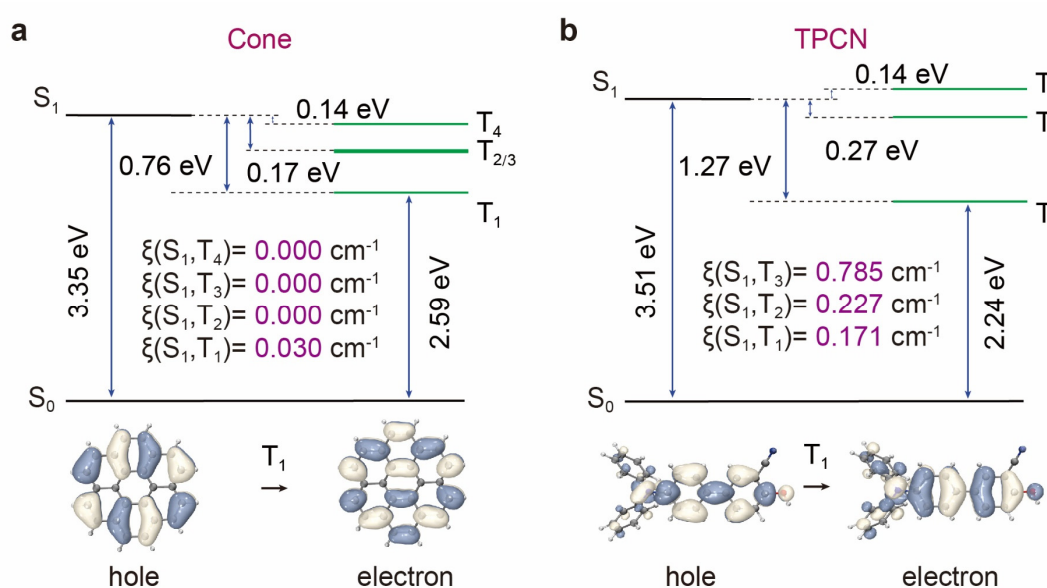 a
Cone
S₁
0.14 eV
T₄
T₂/₃
0.76 eV
0.17 eV
T₁
3.35 eV
2.59 eV
ξ(S₁,T₄)= 0.000 cm⁻¹
ξ(S₁,T₃)= 0.000 cm⁻¹
ξ(S₁,T₂)= 0.000 cm⁻¹
ξ(S₁,T₁)= 0.030 cm⁻¹
S₀
T₁
hole
electron
b
TPCN
S₁
0.14 eV
T
T
1.27 eV
0.27 eV
T
3.51 eV
2.24 eV
ξ(S₁,T₃)= 0.785 cm⁻¹
ξ(S₁,T₂)= 0.227 cm⁻¹
ξ(S₁,T₁)= 0.171 cm⁻¹
T₁
hole
electron